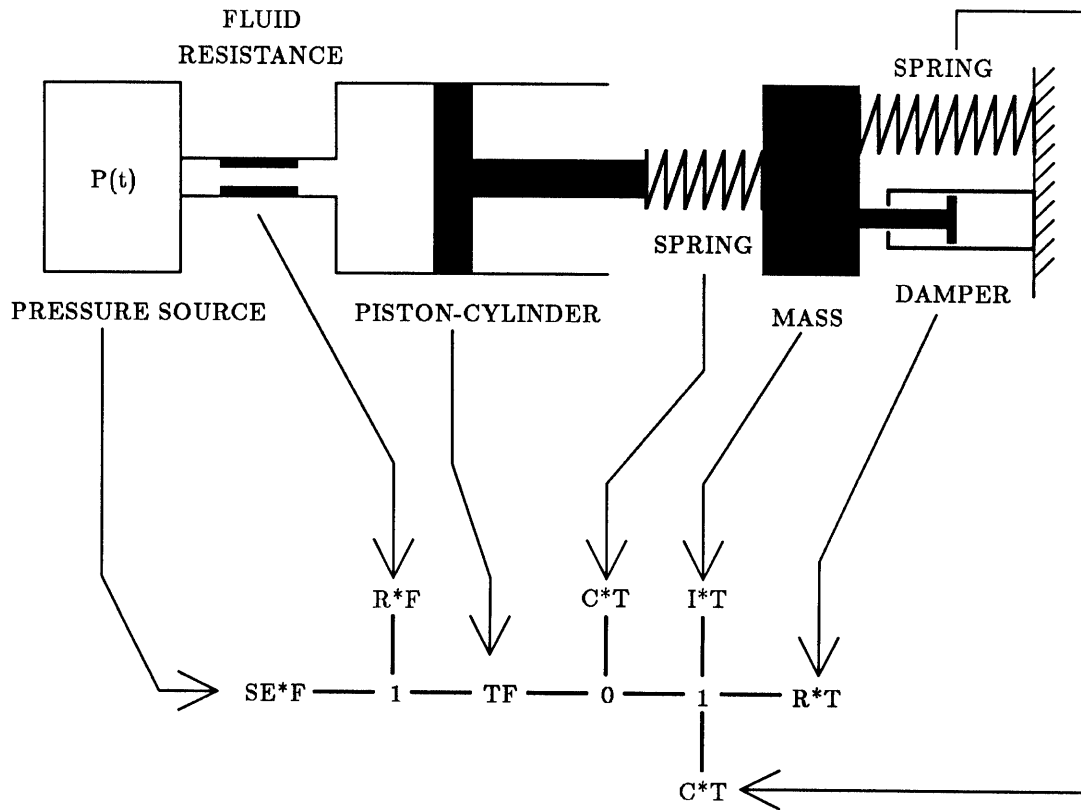 FLUID
RESISTANCE
SPRING
P(t)
SPRING
PRESSURE SOURCE
PISTON-CYLINDER
MASS
DAMPER
R*F
C*T
I*T
SE*F
1
TF
0
1
R*T
C*T